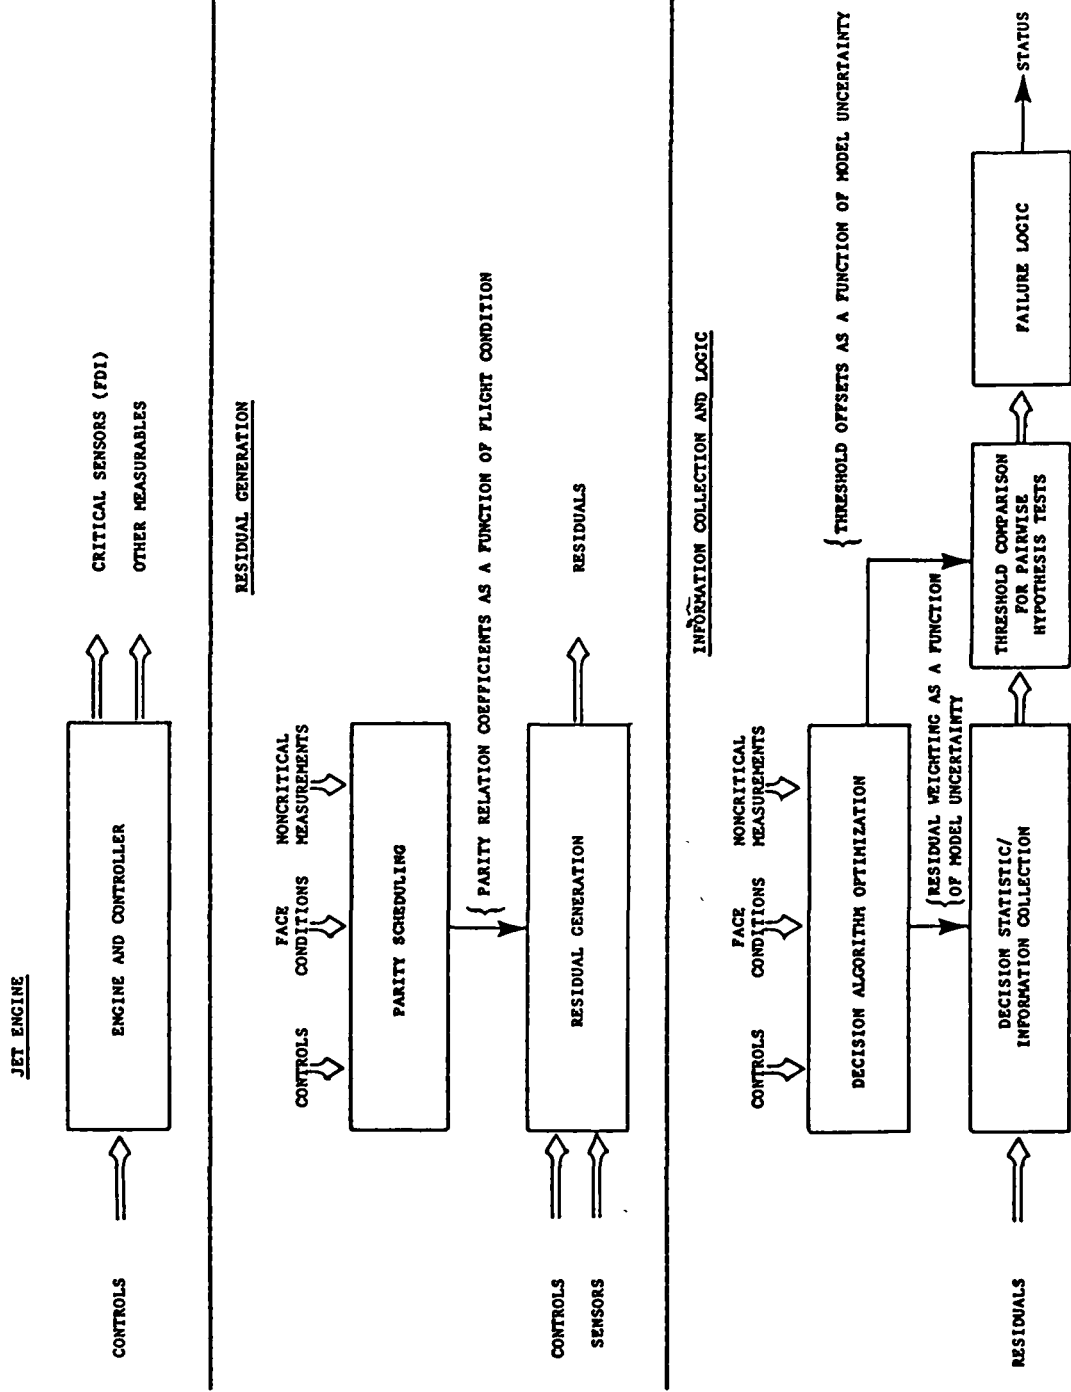 JET ENGINE
CONTROLS
ENGINE AND CONTROLLER
CRITICAL SENSORS (FDI)
OTHER MEASURABLES
RESIDUAL GENERATION
CONTROLS
FACE
CONDITIONS
NONCRITICAL
MEASUREMENTS
PARITY SCHEDULING
{PARITY RELATION COEFFICIENTS AS A FUNCTION OF FLIGHT CONDITION
CONTROLS
SENSORS
RESIDUAL GENERATION
RESIDUALS
INFORMATION COLLECTION AND LOGIC
CONTROLS
FACE
CONDITIONS
NONCRITICAL
MEASUREMENTS
DECISION ALGORITHM OPTIMIZATION
{THRESHOLD OFFSETS AS A FUNCTION OF MODEL UNCERTAINTY
{RESIDUAL WEIGHTING AS A FUNCTION
OF MODEL UNCERTAINTY
RESIDUALS
DECISION STATISTIC/
INFORMATION COLLECTION
THRESHOLD COMPARISON
FOR PAIRWISE
HYPOTHESIS TESTS
FAILURE LOGIC
STATUS